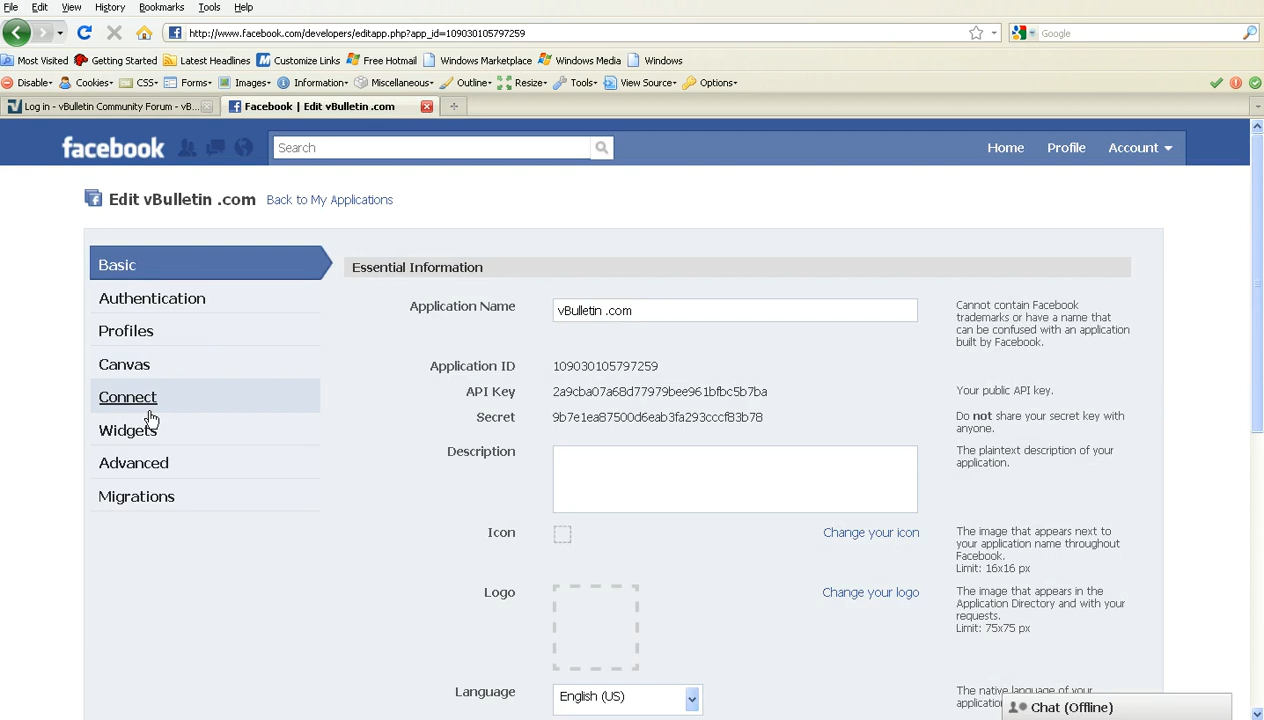 File Edit View History Bookmarks Tools Help
http://www.facebook.com/developers/editapp.php?app_id=109030105797259
Google
Most Visited Getting Started Latest Headlines Customize Links Free Hotmail Windows Marketplace Windows Media Windows
Disable Cookies CSS Forms Images Information Miscellaneous Outline Resize Tools View Source Options
Log in - vBulletin Community Forum - vB... Facebook | Edit vBulletin .com
facebook Search Home Profile Account
Edit vBulletin .com Back to My Applications
Basic
Authentication
Profiles
Canvas
Connect
Widgets
Advanced
Migrations
Essential Information
Application Name vBulletin .com
Cannot contain Facebook
trademarks or have a name that
can be confused with an application
built by Facebook.
Application ID 109030105797259
API Key 2a9cba07a68d77979bee961bfbc5b7ba Your public API key.
Secret 9b7e1ea87500d6eab3fa293cccf83b78 Do not share your secret key with
anyone.
Description The plaintext description of your
application.
Icon Change your icon The image that appears next to
your application name throughout
Facebook.
Limit: 16x16 px
Logo Change your logo The image that appears in the
Application Directory and with your
requests.
Limit: 75x75 px
Language English (US) The native language of your
Chat (Offline)